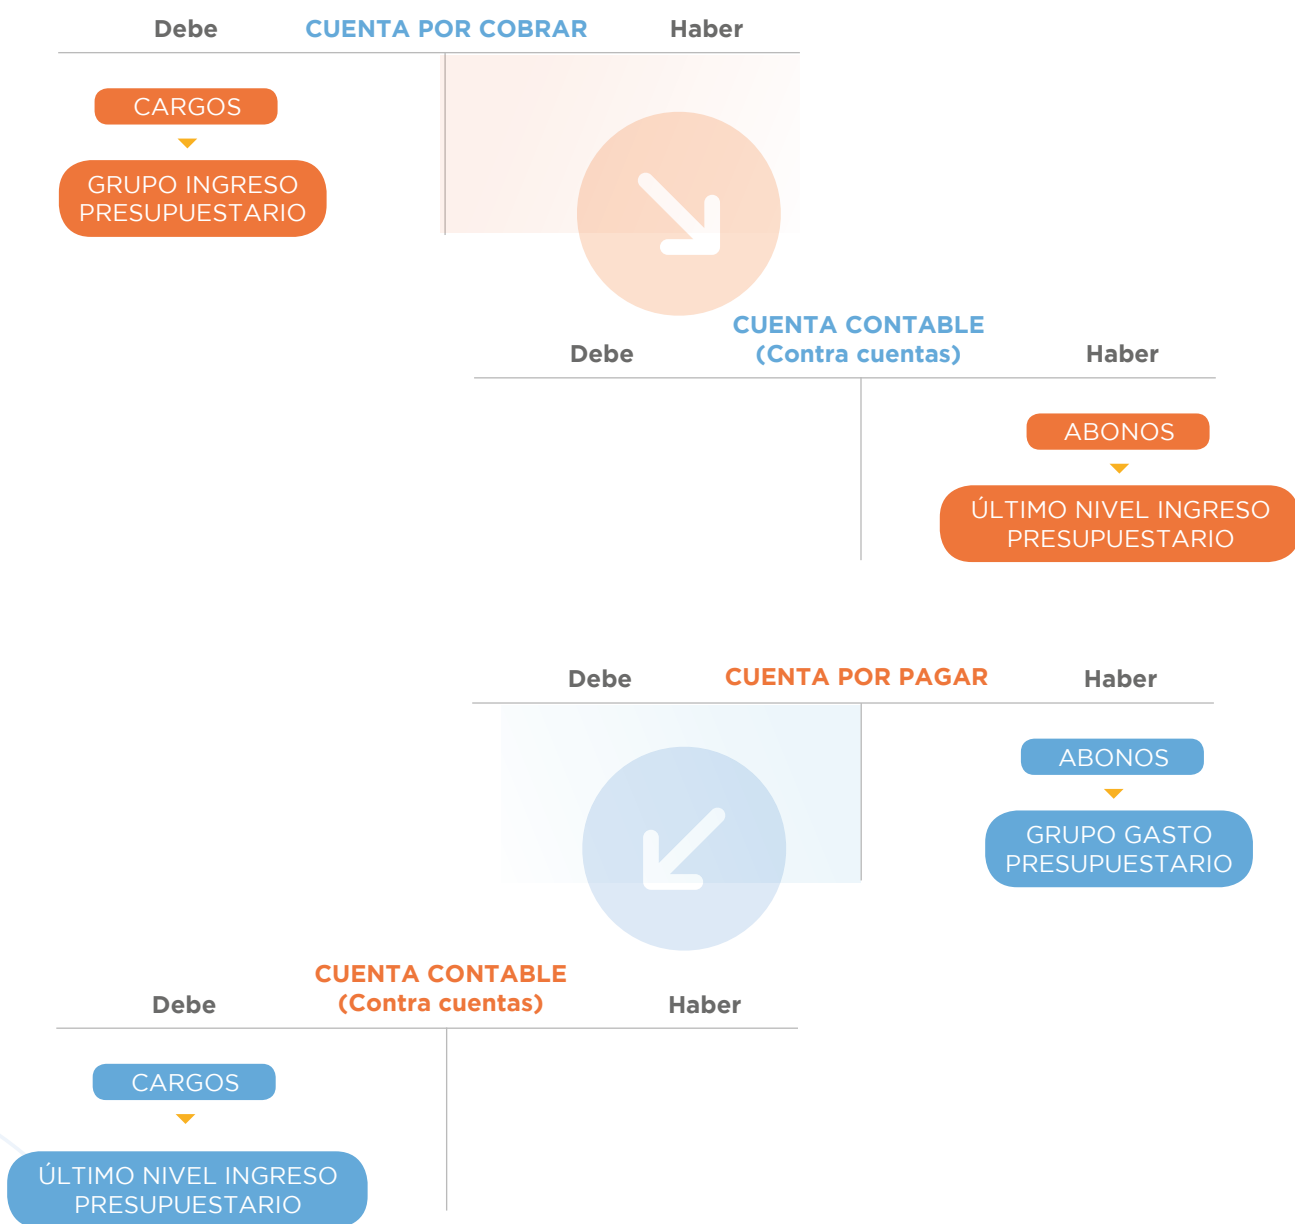 Debe CUENTA POR COBRAR Haber
CARGOS
GRUPO INGRESO
PRESUPUESTARIO
CUENTA CONTABLE
Debe (Contra cuentas) Haber
ABONOS
ÚLTIMO NIVEL INGRESO
PRESUPUESTARIO
Debe CUENTA POR PAGAR Haber
ABONOS
GRUPO GASTO
PRESUPUESTARIO
CUENTA CONTABLE
Debe (Contra cuentas) Haber
CARGOS
ÚLTIMO NIVEL INGRESO
PRESUPUESTARIO